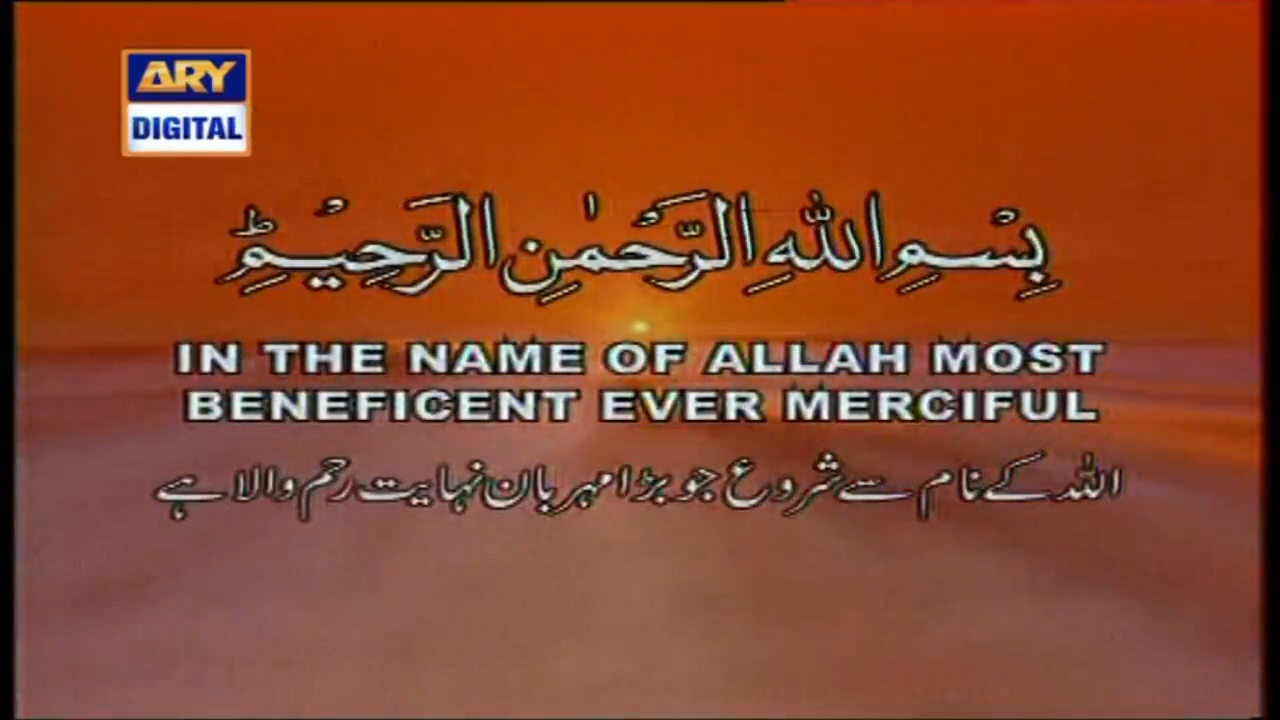 ARY
DIGITAL
بِسْمِ اللّٰهِ الرَّحْمٰنِ الرَّحِیْمِؕ
IN THE NAME OF ALLAH MOST
BENEFICENT EVER MERCIFUL
اللہ کے نام سے شروع جو بڑا مہربان نہایت رحم والا ہے